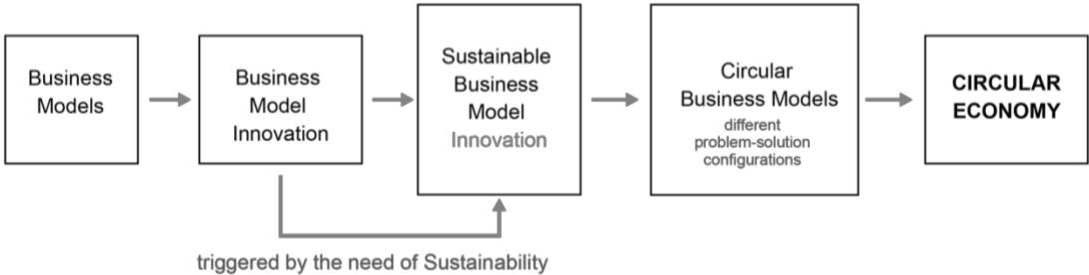 Business
Models
Business
Model
Innovation
Sustainable
Business
Model
Innovation
Circular
Business Models
different
problem-solution
configurations
CIRCULAR
ECONOMY
triggered by the need of Sustainability